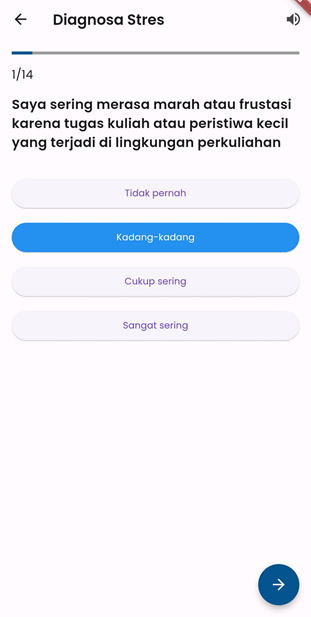 Diagnosa Stres
1/14
Saya sering merasa marah atau frustasi
karena tugas kuliah atau peristiwa kecil
yang terjadi di lingkungan perkuliahan
Tidak pernah
Kadang-kadang
Cukup sering
Sangat sering